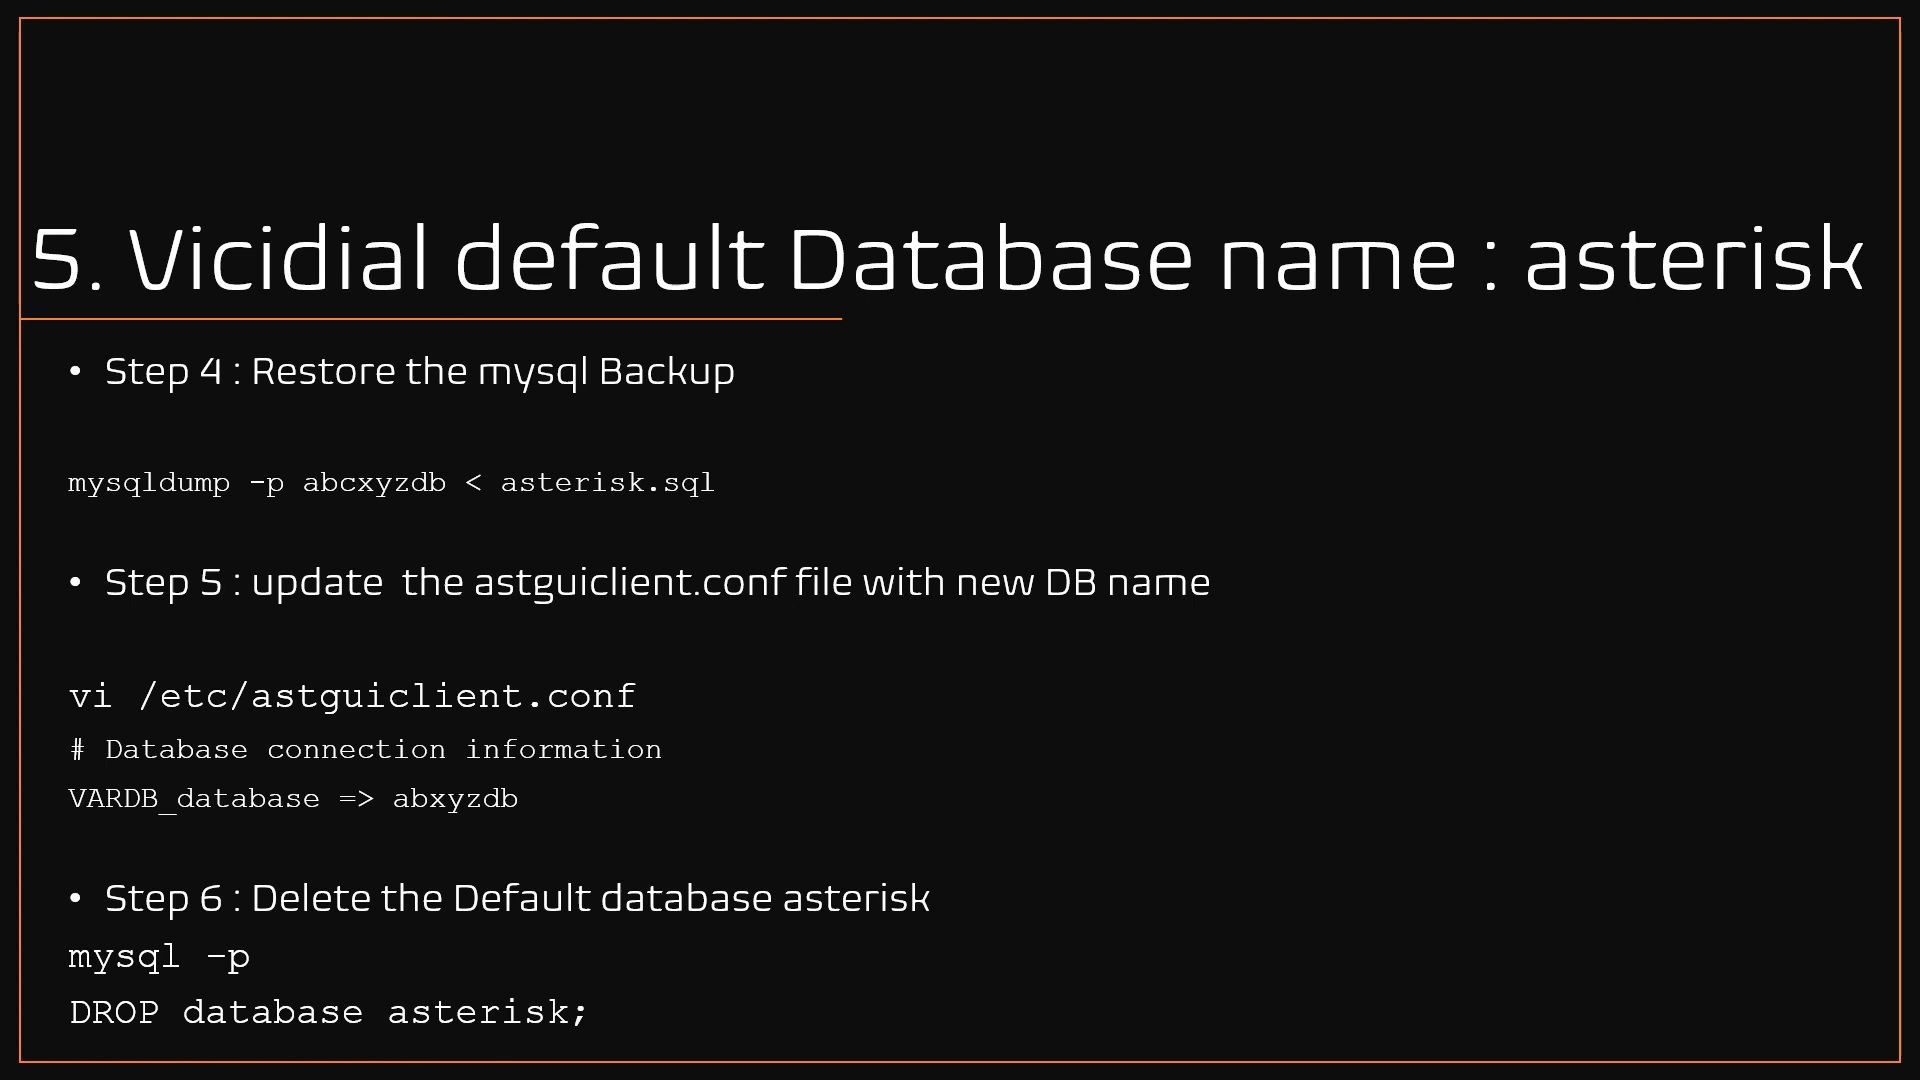 5. Vicidial default Database name : asterisk
• Step 4 : Restore the mysql Backup
mysqldump -p abcxyzdb < asterisk.sql
• Step 5 : update  the astguiclient.conf file with new DB name
vi /etc/astguiclient.conf
# Database connection information
VARDB_database => abxyzdb
• Step 6 : Delete the Default database asterisk
mysql -p
DROP database asterisk;